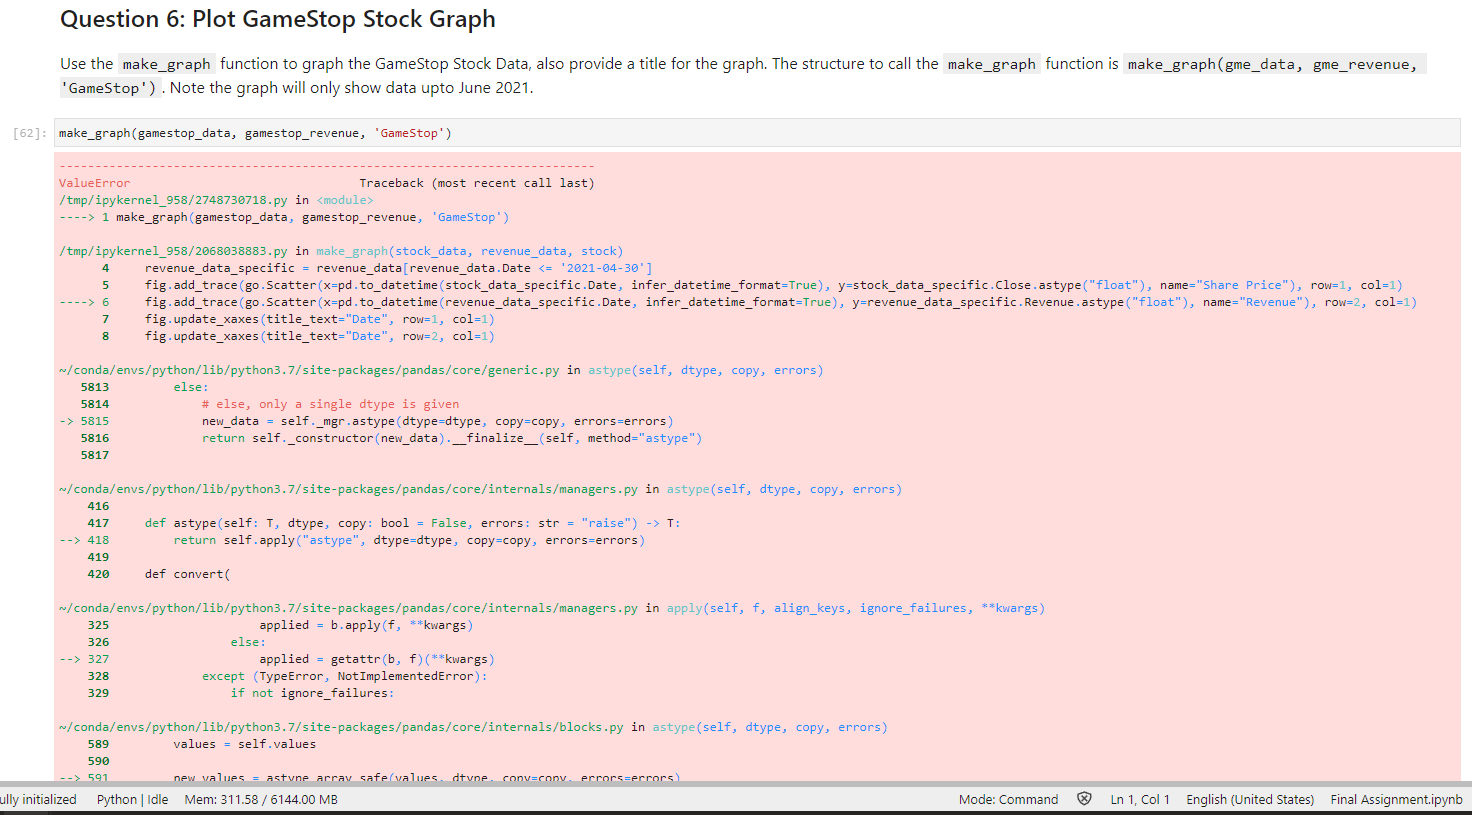 Question 6: Plot GameStop Stock Graph
Use the make_graph function to graph the GameStop Stock Data, also provide a title for the graph. The structure to call the make_graph function is make_graph(gme_data, gme_revenue,
'GameStop'). Note the graph will only show data upto June 2021.
[62]: make_graph(gamestop_data, gamestop_revenue, 'GameStop')
---------------------------------------------------------------------------
ValueError                                Traceback (most recent call last)
/tmp/ipykernel_958/2748730718.py in <module>
----> 1 make_graph(gamestop_data, gamestop_revenue, 'GameStop')
/tmp/ipykernel_958/2068038883.py in make_graph(stock_data, revenue_data, stock)
4     revenue_data_specific = revenue_data[revenue_data.Date <= '2021-04-30']
5     fig.add_trace(go.Scatter(x=pd.to_datetime(stock_data_specific.Date, infer_datetime_format=True), y=stock_data_specific.Close.astype("float"), name="Share Price"), row=1, col=1)
----> 6     fig.add_trace(go.Scatter(x=pd.to_datetime(revenue_data_specific.Date, infer_datetime_format=True), y=revenue_data_specific.Revenue.astype("float"), name="Revenue"), row=2, col=1)
7     fig.update_xaxes(title_text="Date", row=1, col=1)
8     fig.update_xaxes(title_text="Date", row=2, col=1)
~/conda/envs/python/lib/python3.7/site-packages/pandas/core/generic.py in astype(self, dtype, copy, errors)
5813         else:
5814             # else, only a single dtype is given
-> 5815             new_data = self._mgr.astype(dtype=dtype, copy=copy, errors=errors)
5816             return self._constructor(new_data).__finalize__(self, method="astype")
5817
~/conda/envs/python/lib/python3.7/site-packages/pandas/core/internals/managers.py in astype(self, dtype, copy, errors)
416
417     def astype(self: T, dtype, copy: bool = False, errors: str = "raise") -> T:
--> 418         return self.apply("astype", dtype=dtype, copy=copy, errors=errors)
419
420     def convert(
~/conda/envs/python/lib/python3.7/site-packages/pandas/core/internals/managers.py in apply(self, f, align_keys, ignore_failures, **kwargs)
325                     applied = b.apply(f, **kwargs)
326                 else:
--> 327                     applied = getattr(b, f)(**kwargs)
328             except (TypeError, NotImplementedError):
329                 if not ignore_failures:
~/conda/envs/python/lib/python3.7/site-packages/pandas/core/internals/blocks.py in astype(self, dtype, copy, errors)
589         values = self.values
590
--> 591         new_values = astype_array_safe(values, dtype, copy=copy, errors=errors)
ully initialized Python | Idle Mem: 311.58 / 6144.00 MB Mode: Command Ln 1, Col 1 English (United States) Final Assignment.ipynb